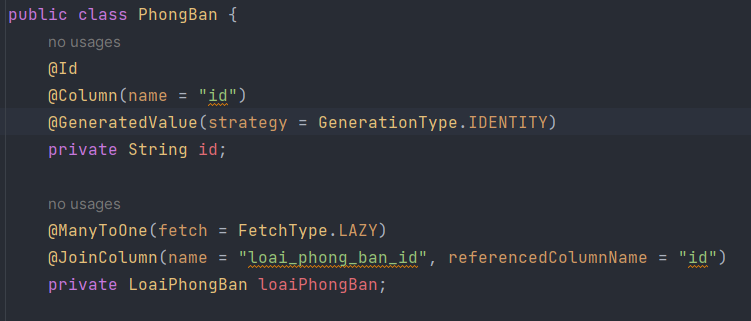 public class PhongBan {
no usages
@Id
@Column(name = "id")
@GeneratedValue(strategy = GenerationType.IDENTITY)
private String id;
no usages
@ManyToOne(fetch = FetchType.LAZY)
@JoinColumn(name = "loai_phong_ban_id", referencedColumnName = "id")
private LoaiPhongBan loaiPhongBan;